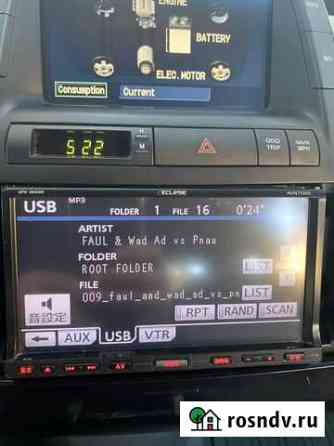 ENGINE
BATTERY
ELEC. MOTOR
Consumption
Current
5:22
H
M
ODO
TRIP
ECLIPSE
USB
MP3
FOLDER 1 FILE 16 0'24"
ARTIST
FAUL & Wad Ad vs Pnau
FOLDER
ROOT FOLDER
LIST
FILE
009_faul_and_wad_ad_vs_pn
LIST
音設定
RPT
RAND
SCAN
AUX
USB
VTR
AV
rosndv.ru